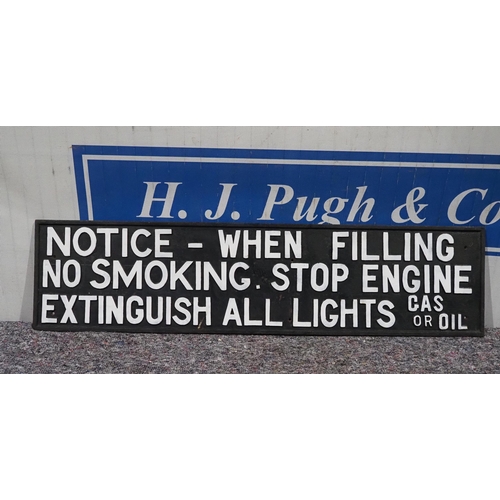 H. J. Pugh & Co
NOTICE – WHEN FILLING
NO SMOKING. STOP ENGINE
EXTINGUISH ALL LIGHTS GAS OR OIL